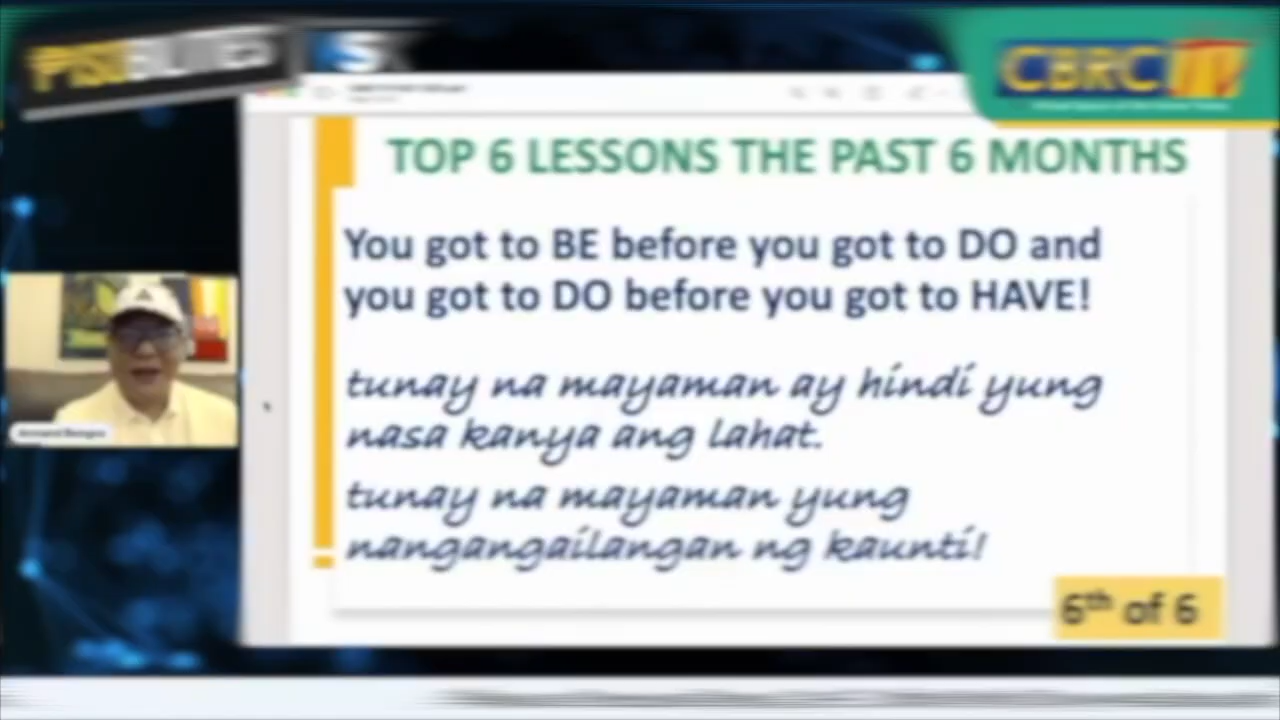 CBRC TV
TOP 6 LESSONS THE PAST 6 MONTHS
You got to BE before you got to DO and
you got to DO before you got to HAVE!
tunay na mayaman ay hindi yung
nasa kanya ang lahat.
tunay na mayaman yung
nangangailangan ng kaunti!
6th of 6